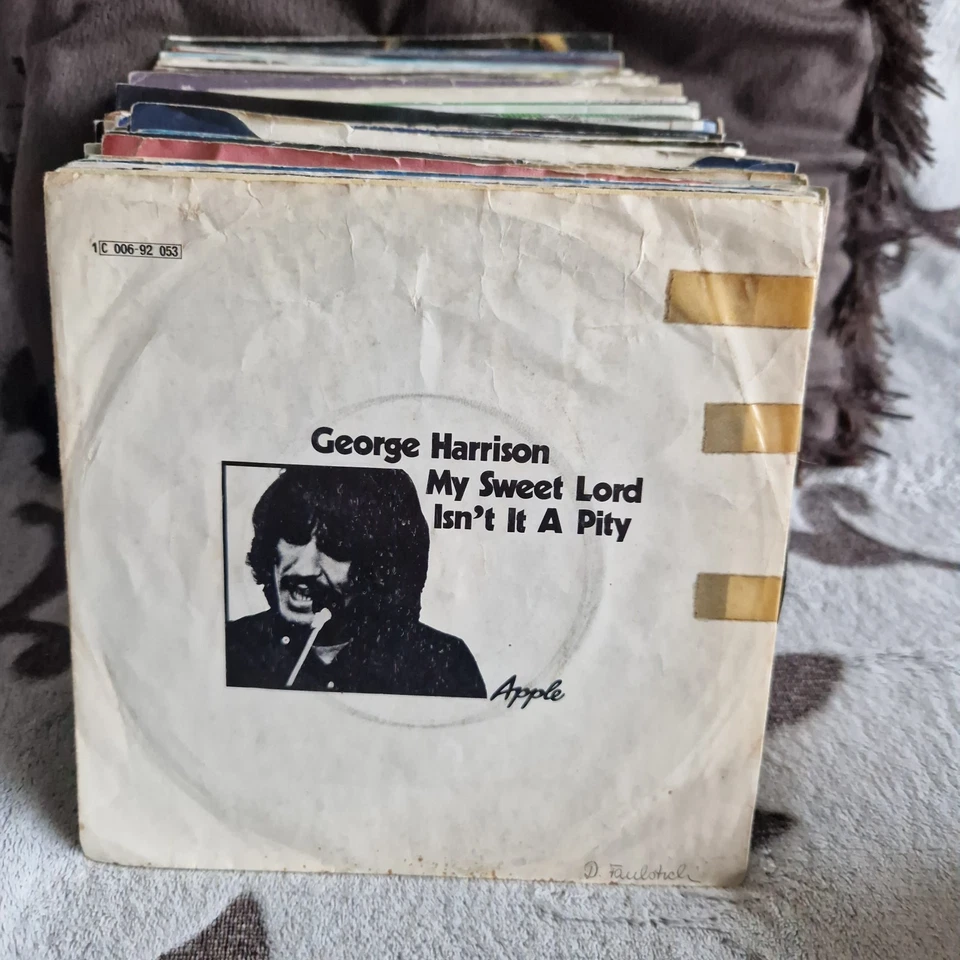 1C 006-92 053
George Harrison
My Sweet Lord
Isn't It A Pity
Apple
D.